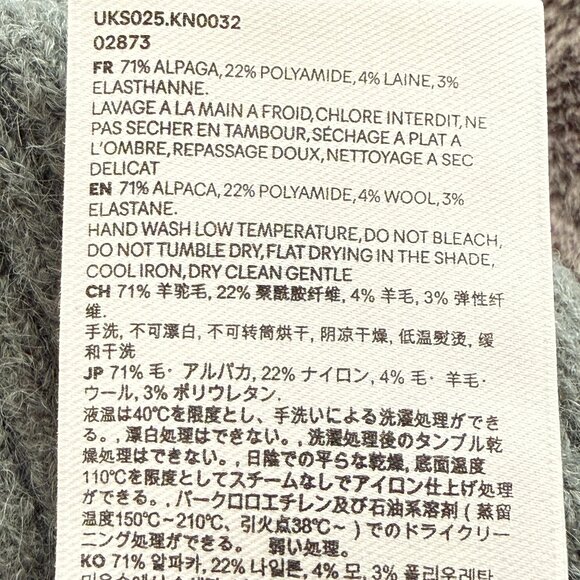 UKS025.KN0032
02873
FR 71% ALPAGA, 22% POLYAMIDE, 4% LAINE, 3%
ELASTHANNE.
LAVAGE A LA MAIN A FROID, CHLORE INTERDIT, NE
PAS SECHER EN TAMBOUR, SÉCHAGE A PLAT A
L'OMBRE, REPASSAGE DOUX, NETTOYAGE A SEC
DELICAT
EN 71% ALPACA, 22% POLYAMIDE, 4% WOOL, 3%
ELASTANE.
HAND WASH LOW TEMPERATURE, DO NOT BLEACH,
DO NOT TUMBLE DRY, FLAT DRYING IN THE SHADE,
COOL IRON, DRY CLEAN GENTLE
CH 71% 羊驼毛, 22% 聚酰胺纤维, 4% 羊毛, 3% 弹性纤
维.
手洗, 不可漂白, 不可转筒烘干, 阴凉干燥, 低温熨烫, 缓
和干洗
JP 71% 毛・アルパカ, 22% ナイロン, 4% 毛・羊毛・
ウール, 3% ポリウレタン.
液温は40℃を限度とし、手洗いによる洗濯処理ができ
る。, 漂白処理はできない。, 洗濯処理後のタンブル乾
燥処理はできない。, 日陰での平らな乾燥, 底面温度
110℃を限度としてスチームなしでアイロン仕上げ処理
ができる。, パークロロエチレン及び石油系溶剤 (蒸留
温度150℃～210℃、引火点38℃～) でのドライクリー
ニング処理ができる。 弱い処理。
KO 71% 알파카, 22% 나일론, 4% 모, 3% 폴리우레탄